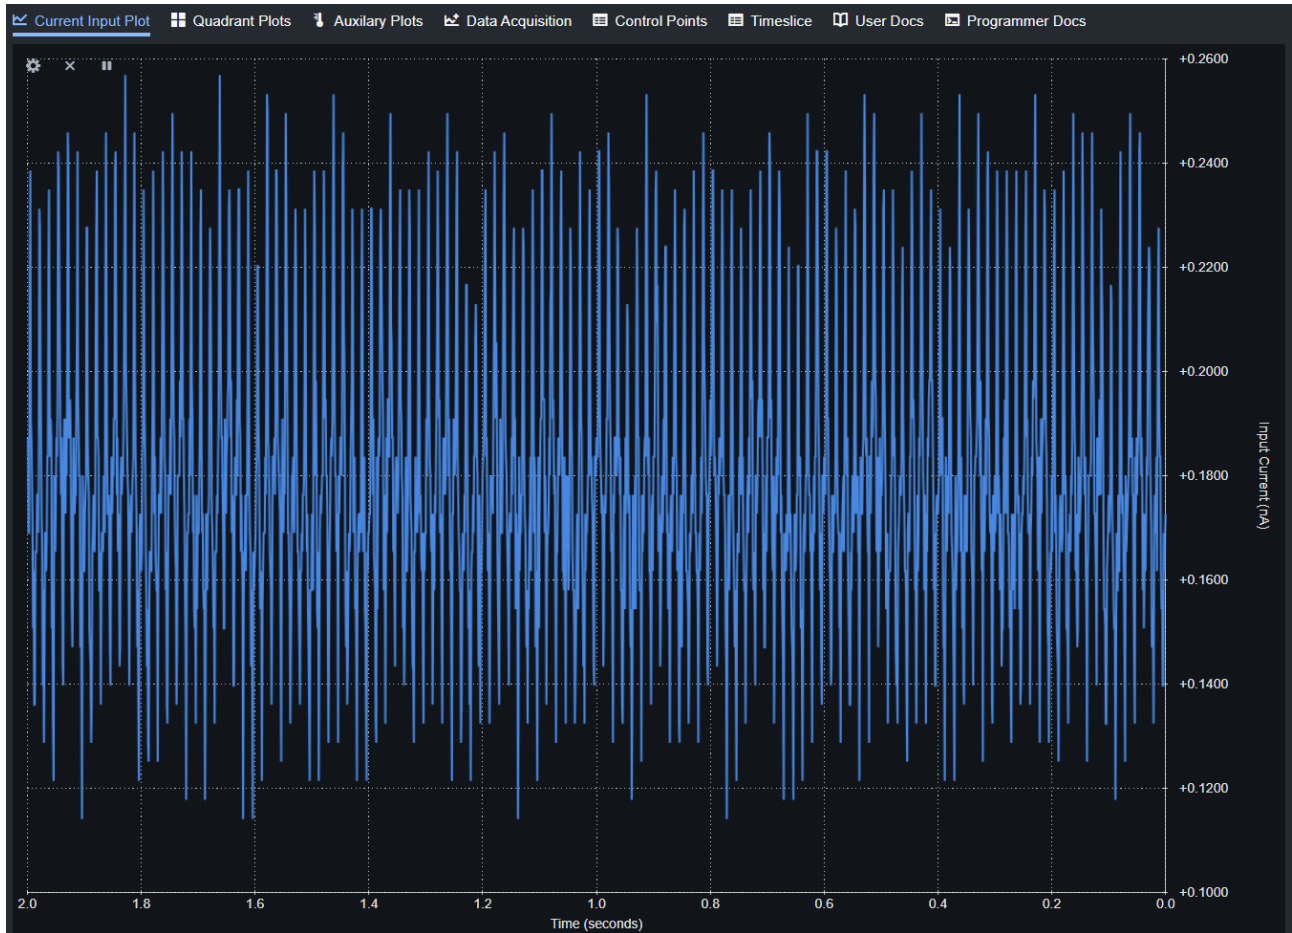 Current Input Plot Quadrant Plots Auxilary Plots Data Acquisition Control Points Timeslice User Docs Programmer Docs
+0.2600
+0.2400
+0.2200
+0.2000
+0.1800
+0.1600
+0.1400
+0.1200
+0.1000
Input Current (nA)
2.0 1.8 1.6 1.4 1.2 1.0 0.8 0.6 0.4 0.2 0.0
Time (seconds)